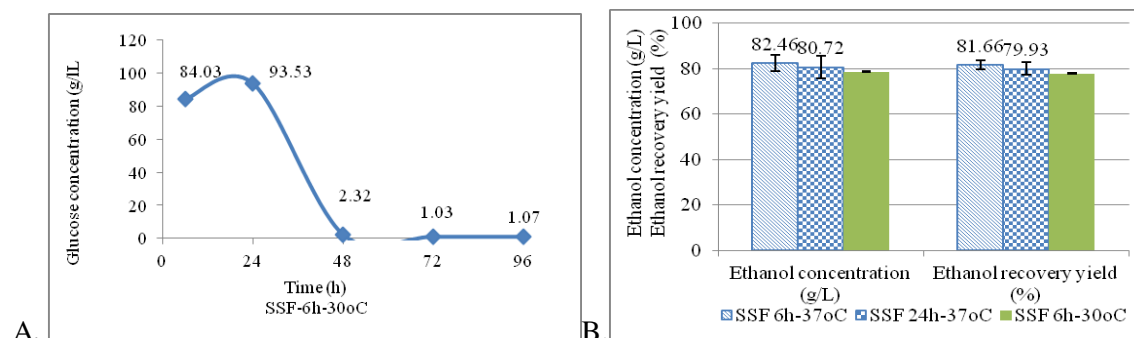 120
100
80
60
40
20
0
84.03
93.53
2.32
1.03
1.07
0
24
48
72
96
Glucose concentration (g/lL
Time (h)
SSF-6h-30oC
A.
100
80
60
40
20
0
82.46
80.72
81.66
79.93
Ethanol concentration (g/L)
Ethanol recovery yield (%)
Ethanol concentration
(g/L)
Ethanol recovery yield
(%)
SSF 6h-37oC
SSF 24h-37oC
SSF 6h-30oC
B.